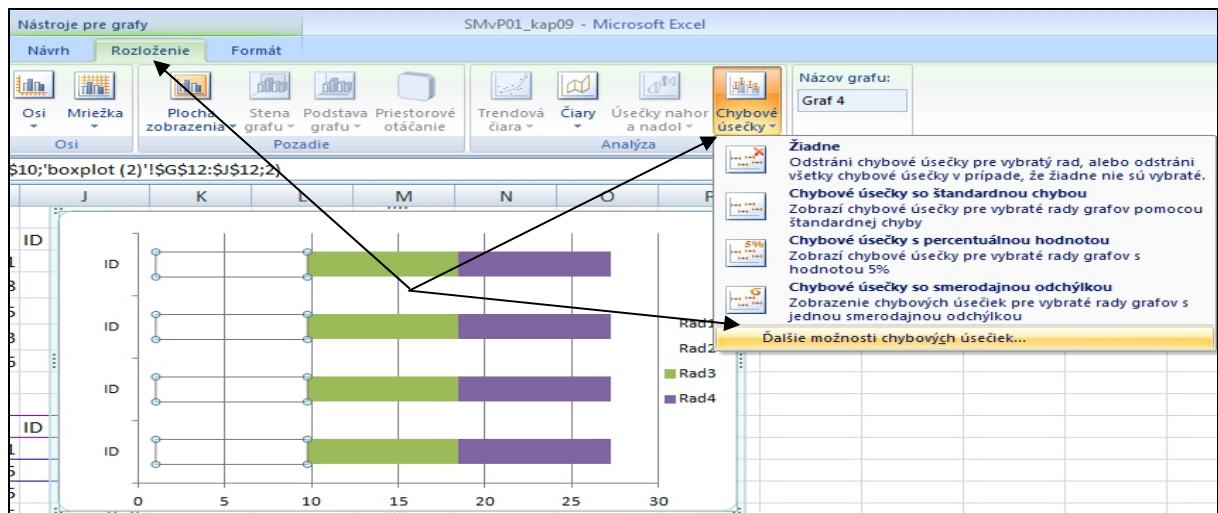 Nástroje pre grafy
SMvP01_kap09 - Microsoft Excel
Návrh Rozloženie Formát
Osi
Mriežka
Plocha zobrazenia
Stena grafu
Podstava grafu
Priestorové otáčanie
Trendová čiara
Čiary
Úsečky nahor a nadol
Chybové úsečky
Názov grafu:
Graf 4
Osi
Pozadie
Analýza
$10;'boxplot (2)'!$G$12:$J$12;2)
Žiadne
Odstráni chybové úsečky pre vybratý rad, alebo odstráni
všetky chybové úsečky v prípade, že žiadne nie sú vybraté.
Chybové úsečky so štandardnou chybou
Zobrazí chybové úsečky pre vybraté rady grafov pomocou
štandardnej chyby
Chybové úsečky s percentuálnou hodnotou
Zobrazí chybové úsečky pre vybraté rady grafov s
hodnotou 5%
Chybové úsečky so smerodajnou odchýlkou
Zobrazenie chybových úsečiek pre vybraté rady grafov s
jednou smerodajnou odchýlkou
Ďalšie možnosti chybových úsečiek...
J K L M N O P
ID
ID
ID
ID
ID
ID
Rad1
Rad2
Rad3
Rad4
0 5 10 15 20 25 30